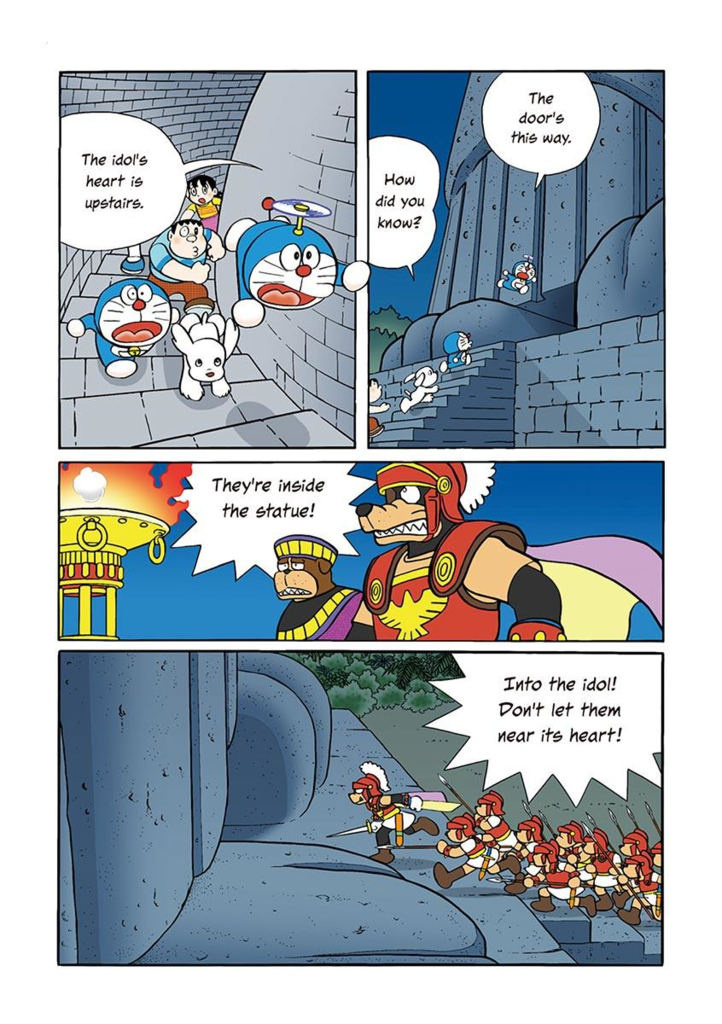 The idol's
heart is
upstairs.
The
door's
this way.
How
did you
know?
They're inside
the statue!
Into the idol!
Don't let them
near its heart!